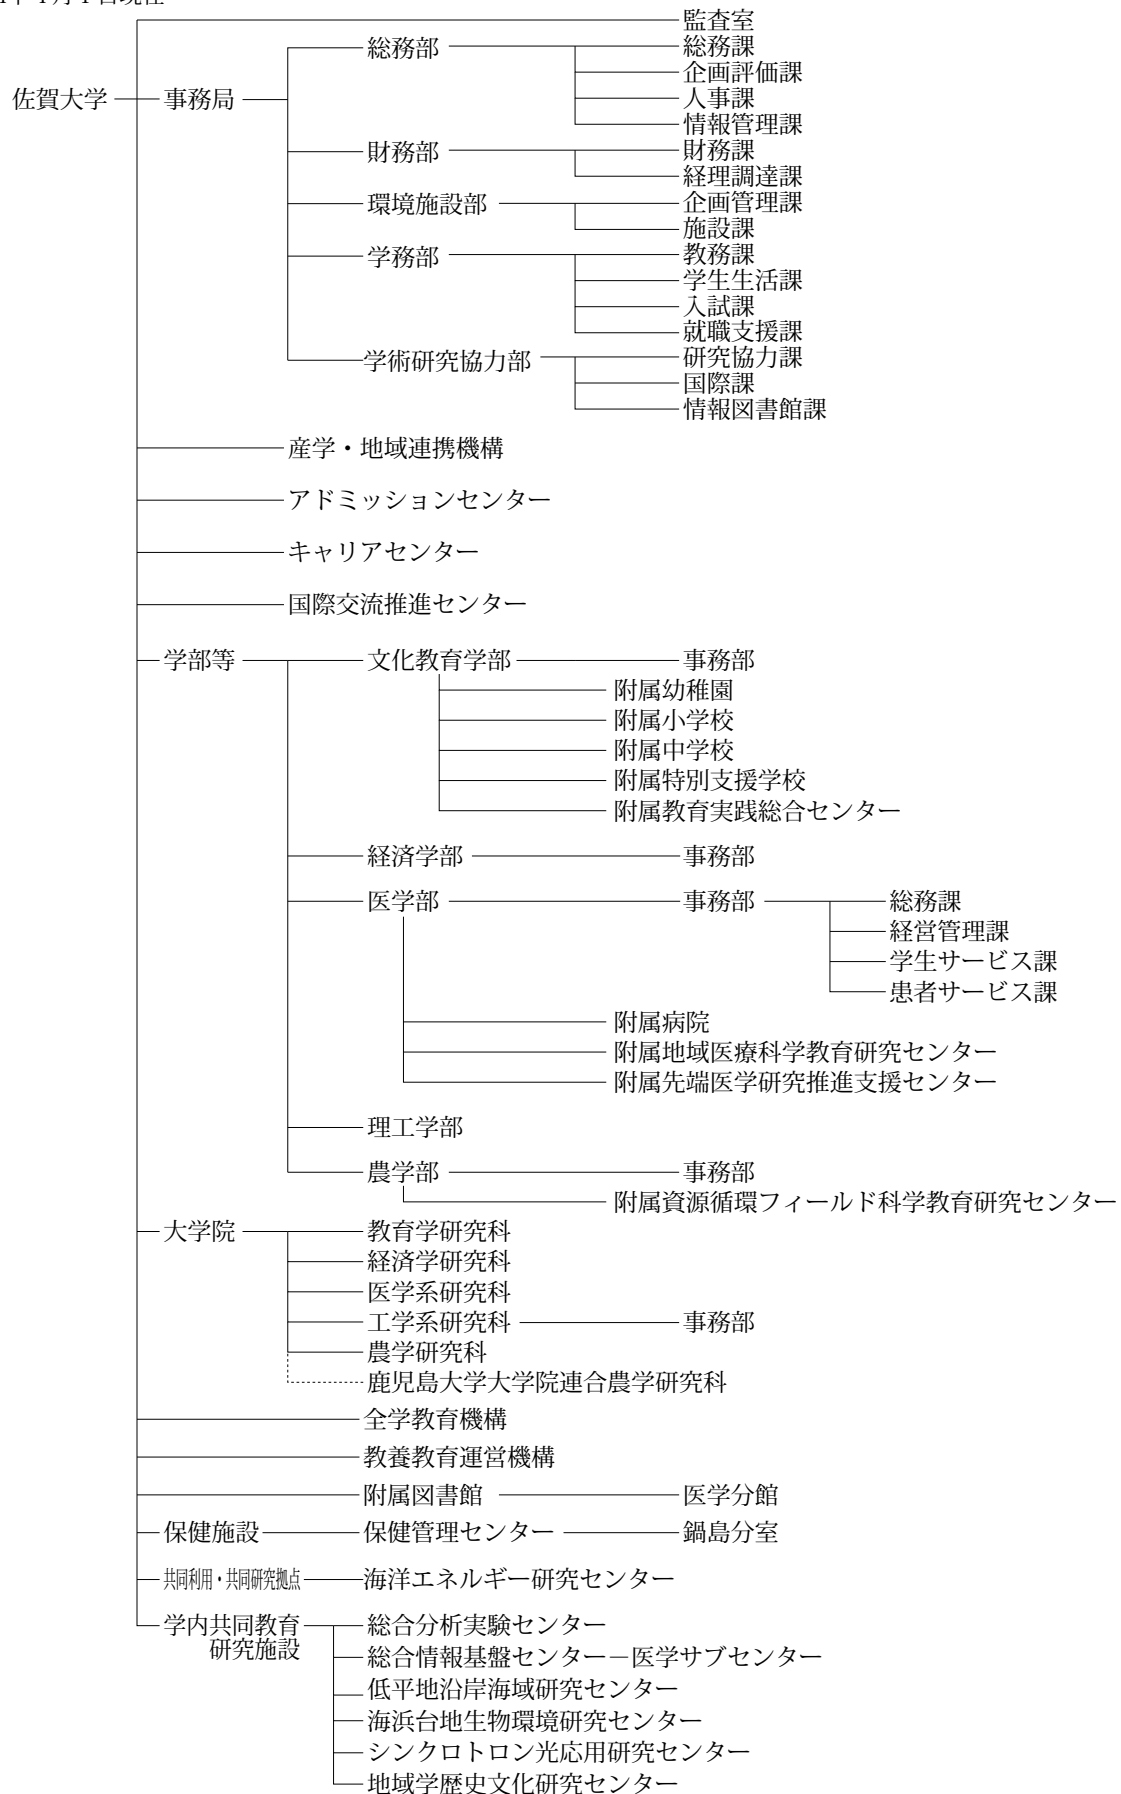 監査室
総務部
総務課
企画評価課
佐賀大学 事務局
人事課
情報管理課
財務部
財務課
経理調達課
環境施設部
企画管理課
施設課
学務部
教務課
学生生活課
入試課
就職支援課
学術研究協力部
研究協力課
国際課
情報図書館課
産学・地域連携機構
アドミッションセンター
キャリアセンター
国際交流推進センター
学部等 文化教育学部 事務部
附属幼稚園
附属小学校
附属中学校
附属特別支援学校
附属教育実践総合センター
経済学部 事務部
医学部 事務部 総務課
経営管理課
学生サービス課
患者サービス課
附属病院
附属地域医療科学教育研究センター
附属先端医学研究推進支援センター
理工学部
農学部 事務部
附属資源循環フィールド科学教育研究センター
大学院 教育学研究科
経済学研究科
医学系研究科
工学系研究科 事務部
農学研究科
鹿児島大学大学院連合農学研究科
全学教育機構
教養教育運営機構
附属図書館 医学分館
保健施設 保健管理センター 鍋島分室
共同利用・共同研究拠点 海洋エネルギー研究センター
学内共同教育 総合分析実験センター
研究施設
総合情報基盤センター－医学サブセンター
低平地沿岸海域研究センター
海浜台地生物環境研究センター
シンクロトロン光応用研究センター
地域学歴史文化研究センター